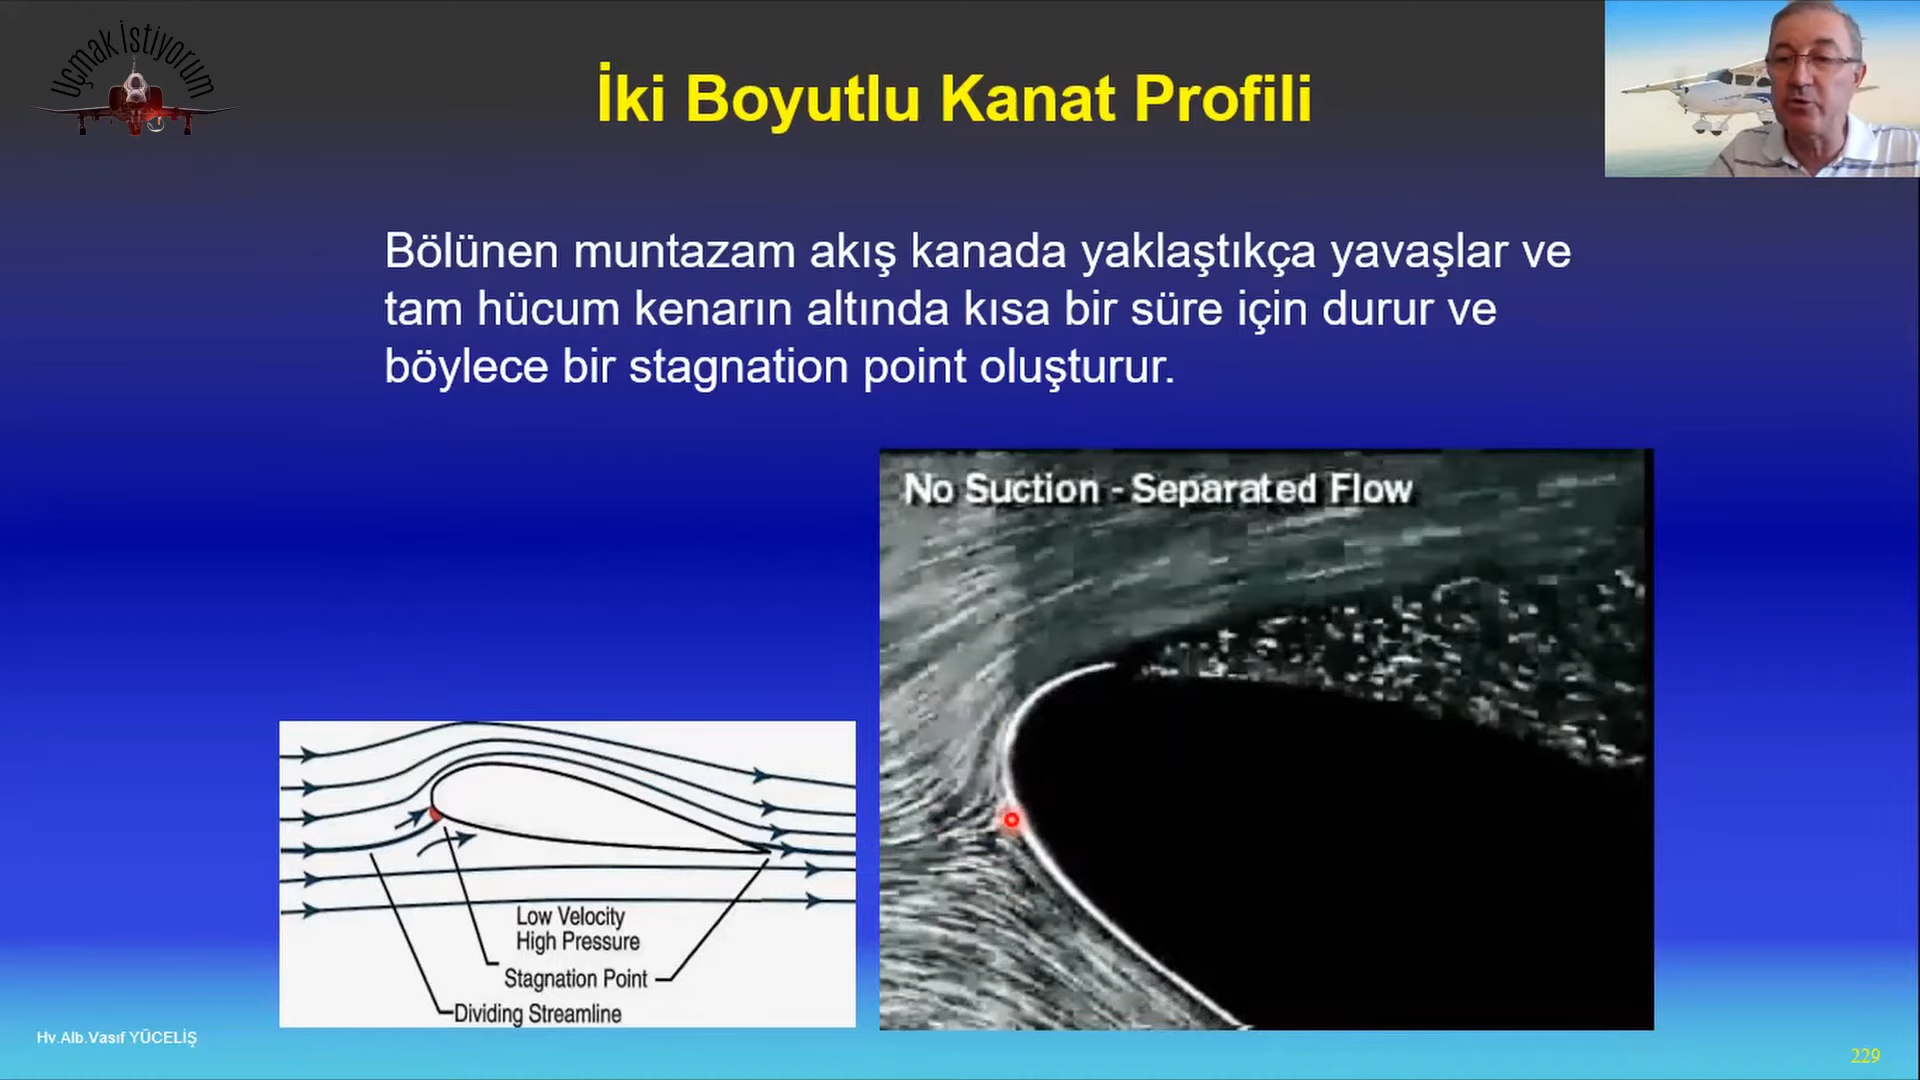 Uçmak İstiyorum
İki Boyutlu Kanat Profili
Bölünen muntazam akış kanada yaklaştıkça yavaşlar ve
tam hücum kenarın altında kısa bir süre için durur ve
böylece bir stagnation point oluşturur.
No Suction - Separated Flow
Low Velocity
High Pressure
Stagnation Point
Dividing Streamline
Hv.Alb.Vasıf YÜCELİŞ
229